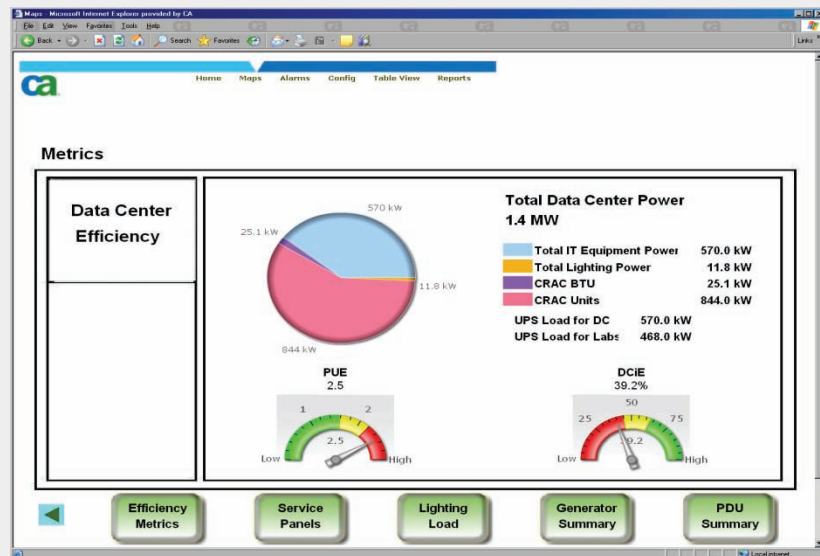 Maps - Microsoft Internet Explorer provided by CA
File Edit View Favorites Tools Help
Back Search Favorites Links
ca
Home Maps Alarms Config Table View Reports
Metrics
Data Center
Efficiency
570 kW
25.1 kW
11.8 kW
844 kW
Total Data Center Power
1.4 MW
Total IT Equipment Power 570.0 kW
Total Lighting Power 11.8 kW
CRAC BTU 25.1 kW
CRAC Units 844.0 kW
UPS Load for DC 570.0 kW
UPS Load for Labs 468.0 kW
PUE
2.5
1 2
2.5
Low High
DCiE
39.2%
50
25 75
9.2
Low High
Efficiency
Metrics
Service
Panels
Lighting
Load
Generator
Summary
PDU
Summary
Local intranet